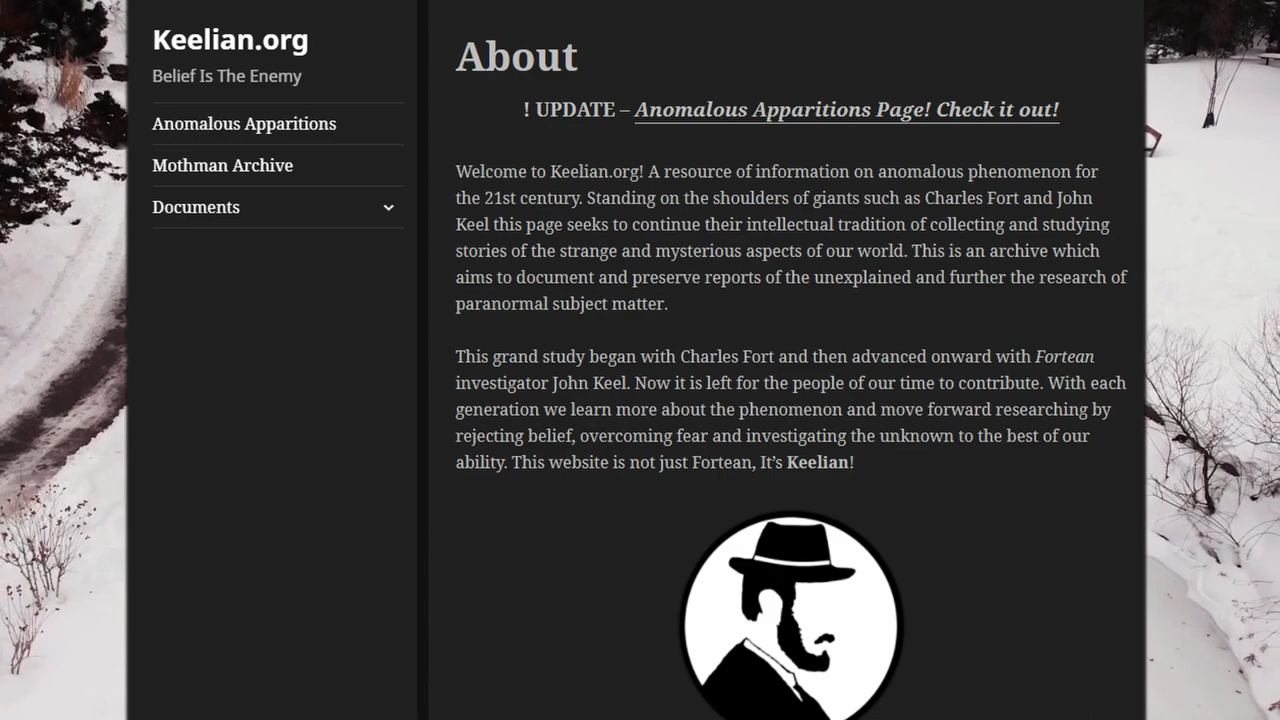 Keelian.org
Belief Is The Enemy
Anomalous Apparitions
Mothman Archive
Documents
About
! UPDATE – Anomalous Apparitions Page! Check it out!
Welcome to Keelian.org! A resource of information on anomalous phenomenon for
the 21st century. Standing on the shoulders of giants such as Charles Fort and John
Keel this page seeks to continue their intellectual tradition of collecting and studying
stories of the strange and mysterious aspects of our world. This is an archive which
aims to document and preserve reports of the unexplained and further the research of
paranormal subject matter.
This grand study began with Charles Fort and then advanced onward with Fortean
investigator John Keel. Now it is left for the people of our time to contribute. With each
generation we learn more about the phenomenon and move forward researching by
rejecting belief, overcoming fear and investigating the unknown to the best of our
ability. This website is not just Fortean, It’s Keelian!